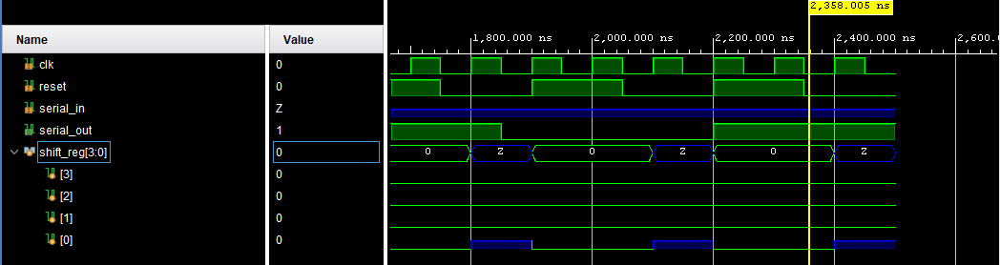 2,358.005 ns
Name Value
1,800.000 ns 2,000.000 ns 2,200.000 ns 2,400.000 ns 2,600.
clk 0
reset 0
serial_in Z
serial_out 1
shift_reg[3:0] 0 0 Z 0 Z 0 Z
[3] 0
[2] 0
[1] 0
[0] 0